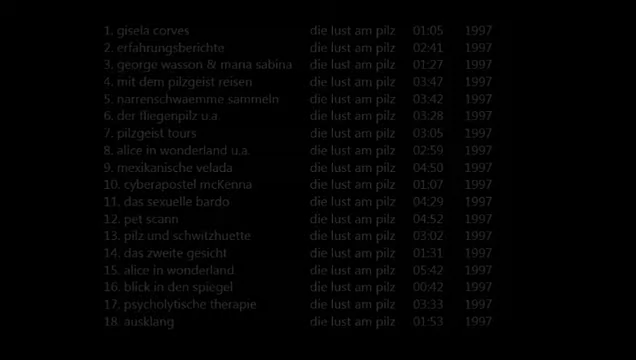 1. gisela corves die lust am pilz 01:05 1997
2. erfahrungsberichte die lust am pilz 02:41 1997
3. george wasson & maria sabina die lust am pilz 01:27 1997
4. mit dem pilzgeist reisen die lust am pilz 03:47 1997
5. narrenschwaemme sammeln die lust am pilz 03:42 1997
6. der fliegenpilz u.a. die lust am pilz 03:28 1997
7. pilzgeist tours die lust am pilz 03:05 1997
8. alice in wonderland u.a. die lust am pilz 02:59 1997
9. mexikanische velada die lust am pilz 04:50 1997
10. cyberapostel mcKenna die lust am pilz 01:07 1997
11. das sexuelle bardo die lust am pilz 04:29 1997
12. pet scann die lust am pilz 04:52 1997
13. pilz und schwitzhuette die lust am pilz 03:02 1997
14. das zweite gesicht die lust am pilz 01:31 1997
15. alice in wonderland die lust am pilz 05:42 1997
16. blick in den spiegel die lust am pilz 00:42 1997
17. psycholytische therapie die lust am pilz 03:33 1997
18. ausklang die lust am pilz 01:53 1997